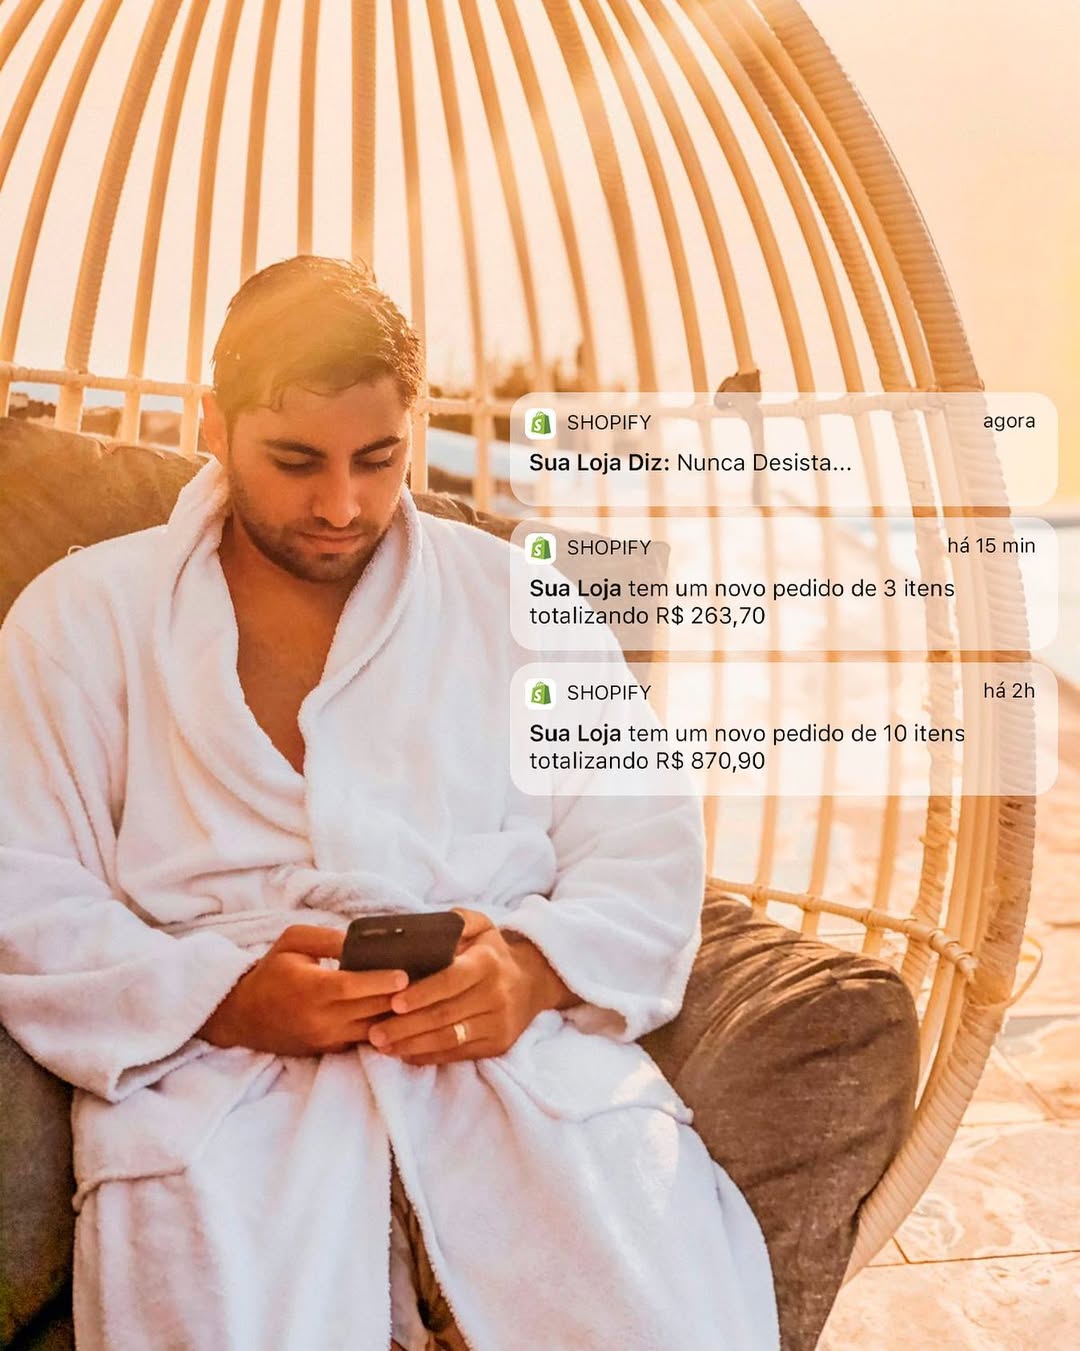 SHOPIFY agora
Sua Loja Diz: Nunca Desista...
SHOPIFY há 15 min
Sua Loja tem um novo pedido de 3 itens
totalizando R$ 263,70
SHOPIFY há 2h
Sua Loja tem um novo pedido de 10 itens
totalizando R$ 870,90